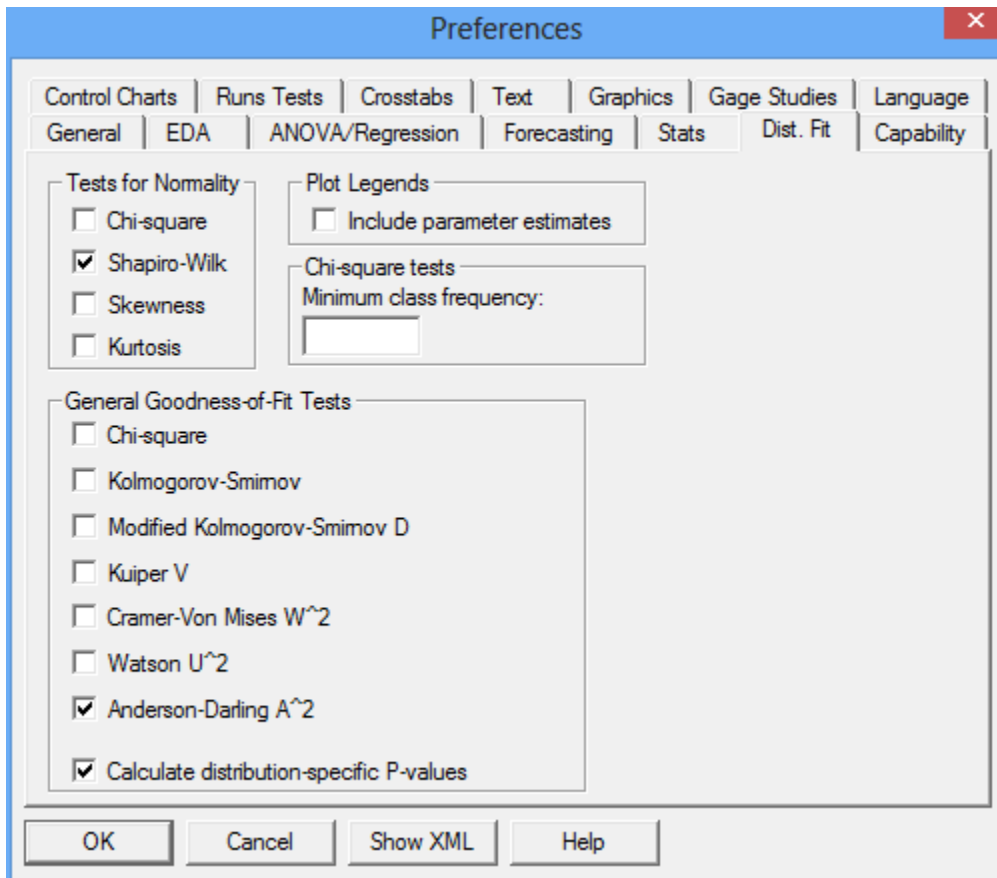 Preferences
Control Charts Runs Tests Crosstabs Text Graphics Gage Studies Language
General EDA ANOVA/Regression Forecasting Stats Dist. Fit Capability
Tests for Normality
Chi-square
Shapiro-Wilk
Skewness
Kurtosis
Plot Legends
Include parameter estimates
Chi-square tests
Minimum class frequency:
General Goodness-of-Fit Tests
Chi-square
Kolmogorov-Smirnov
Modified Kolmogorov-Smirnov D
Kuiper V
Cramer-Von Mises W^2
Watson U^2
Anderson-Darling A^2
Calculate distribution-specific P-values
OK Cancel Show XML Help